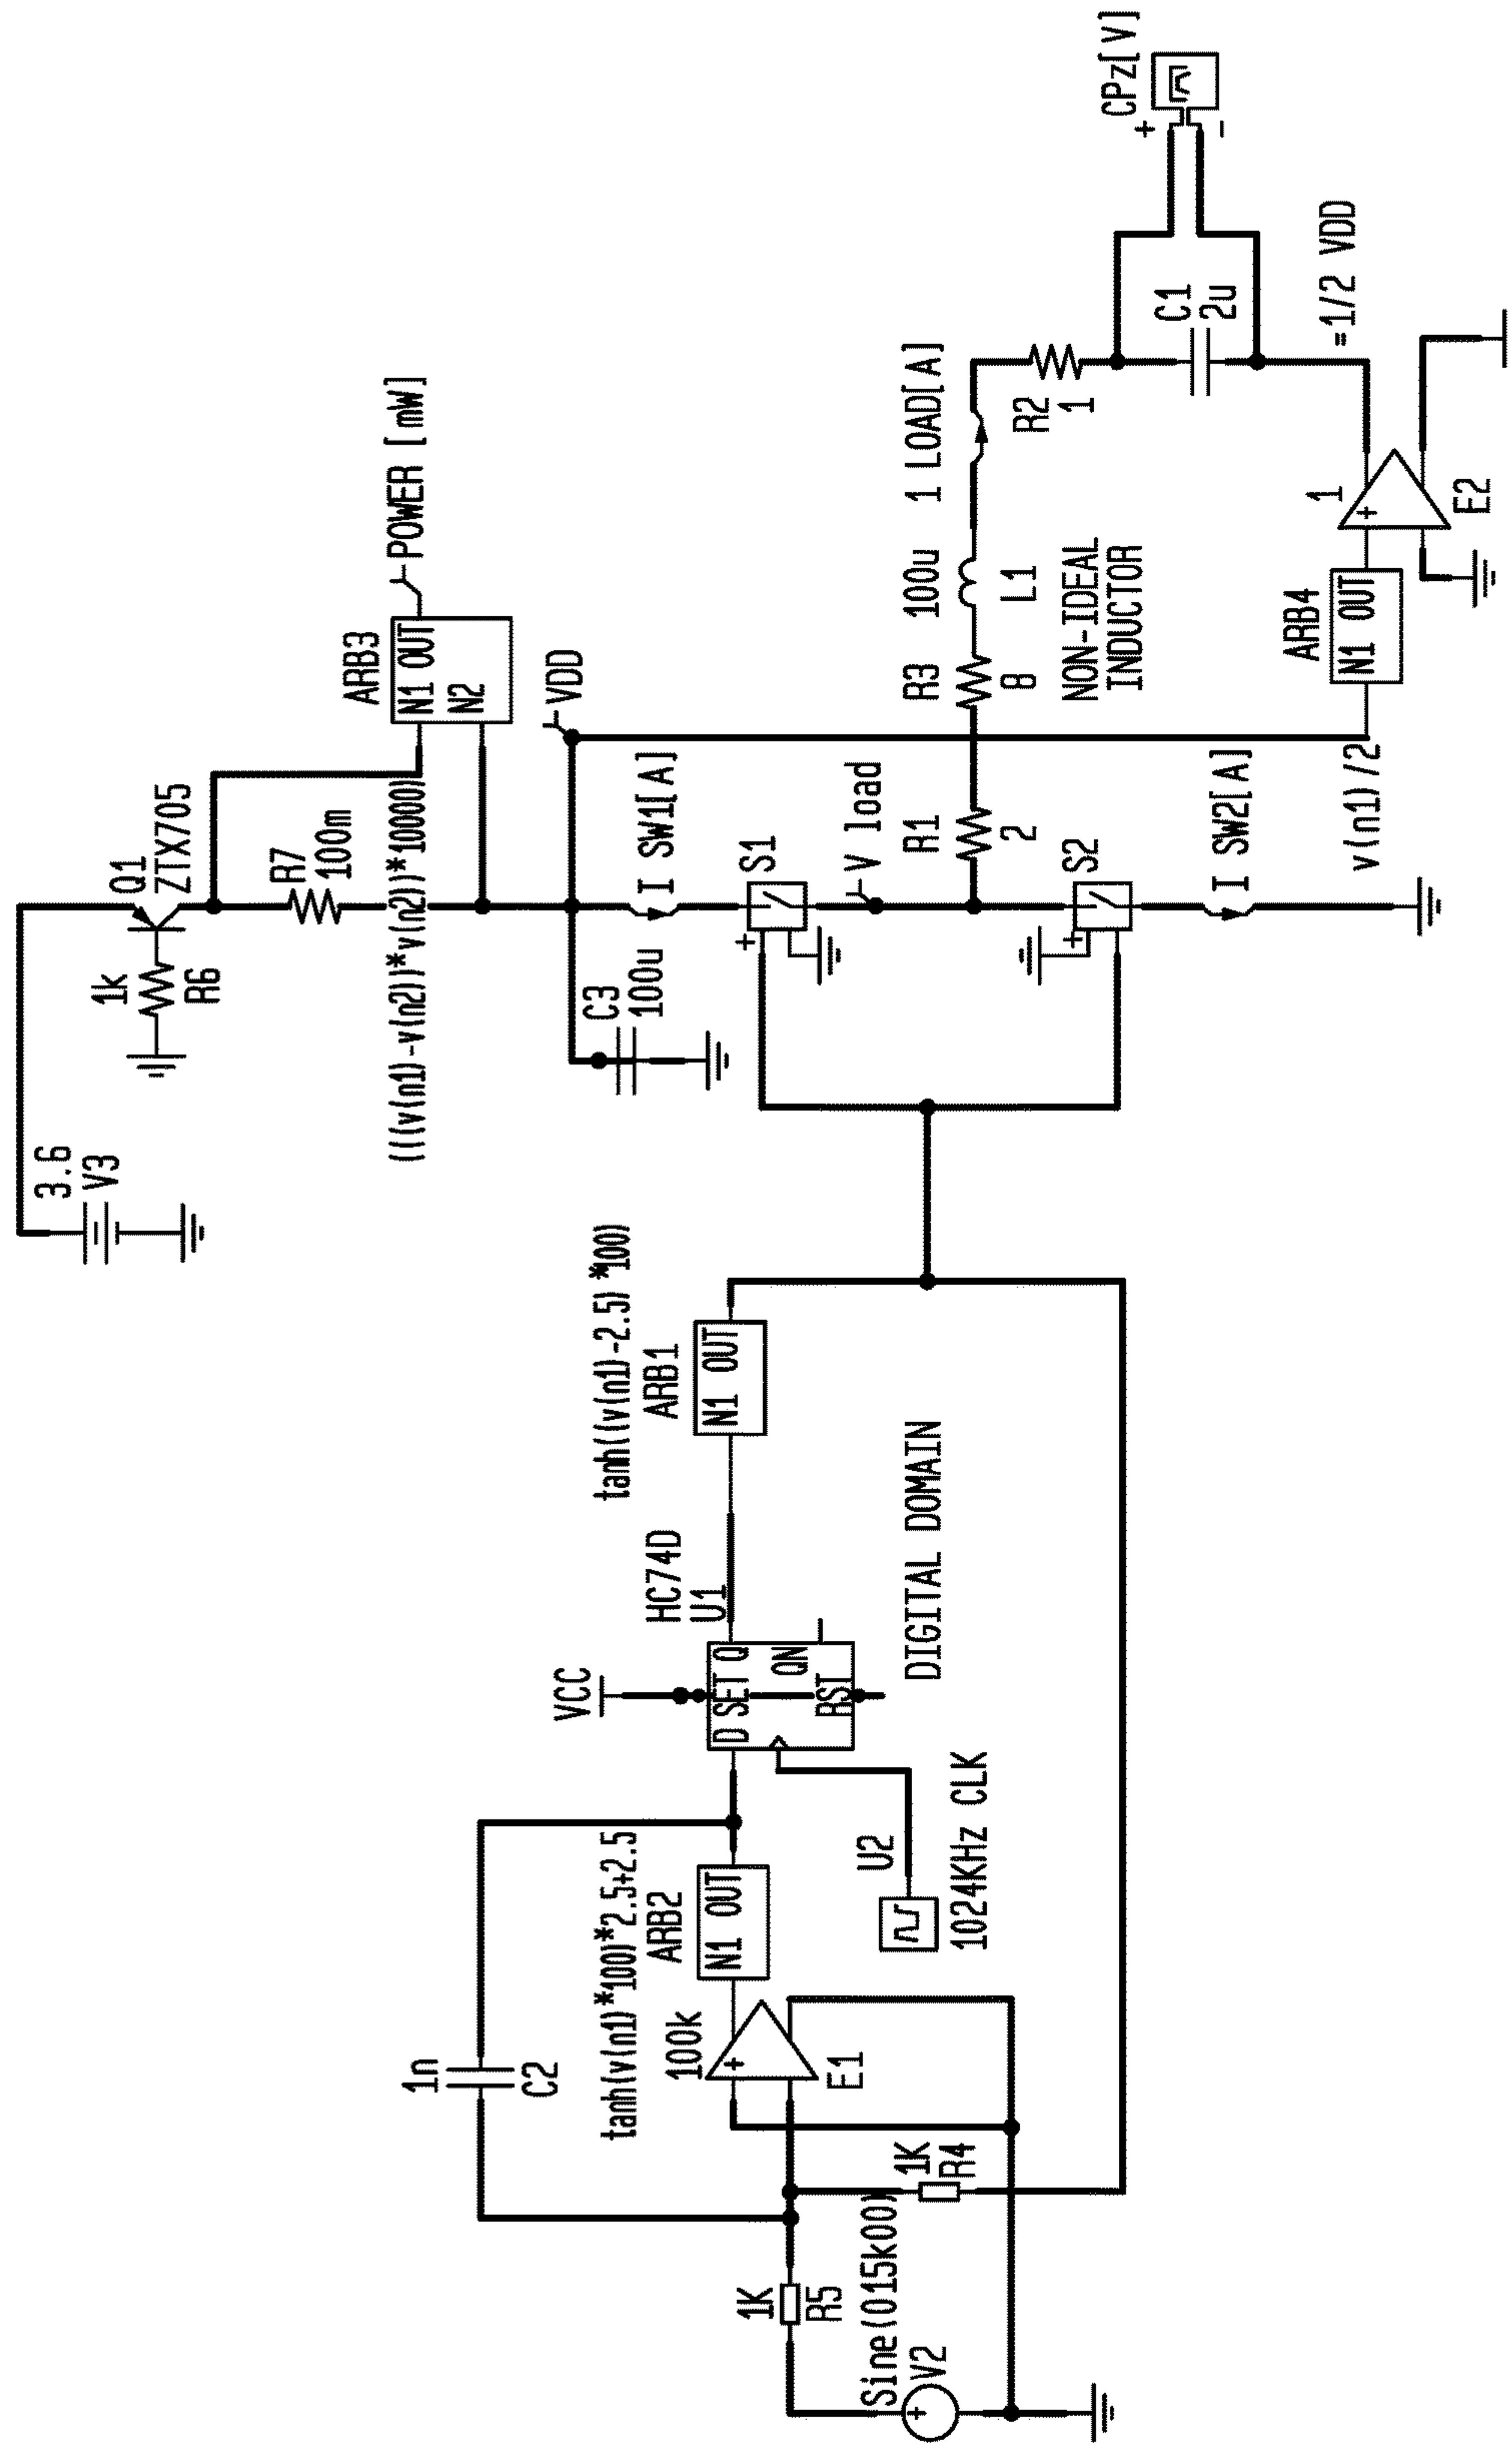 3.6
V3
1k
R6
Q1
ZTX705
R7
100m
ARB3
N1 OUT
N2
POWER [mW]
(((v(n1)-v(n2))*v(n2))*10000)
VDD
C3
100u
I SW1[A]
S1
+
V load
R1
2
R3
8
100u
L1
1 LOAD[A]
NON-IDEAL
INDUCTOR
R2
1
C1
2u
CPz[V]
+
-
S2
+
I SW2[A]
ARB4
N1 OUT
v(n1)/2
1
+
E2
=1/2 VDD
1n
C2
tanh(v(n1)*100)*2.5+2.5
ARB2
N1 OUT
100k
+
E1
VCC
HC74D
U1
D SET Q
QN
RST
tanh((v(n1)-2.5)*100)
ARB1
N1 OUT
DIGITAL DOMAIN
U2
1024KHz CLK
1K
R5
1K
R4
Sine(015k00)
V2
+